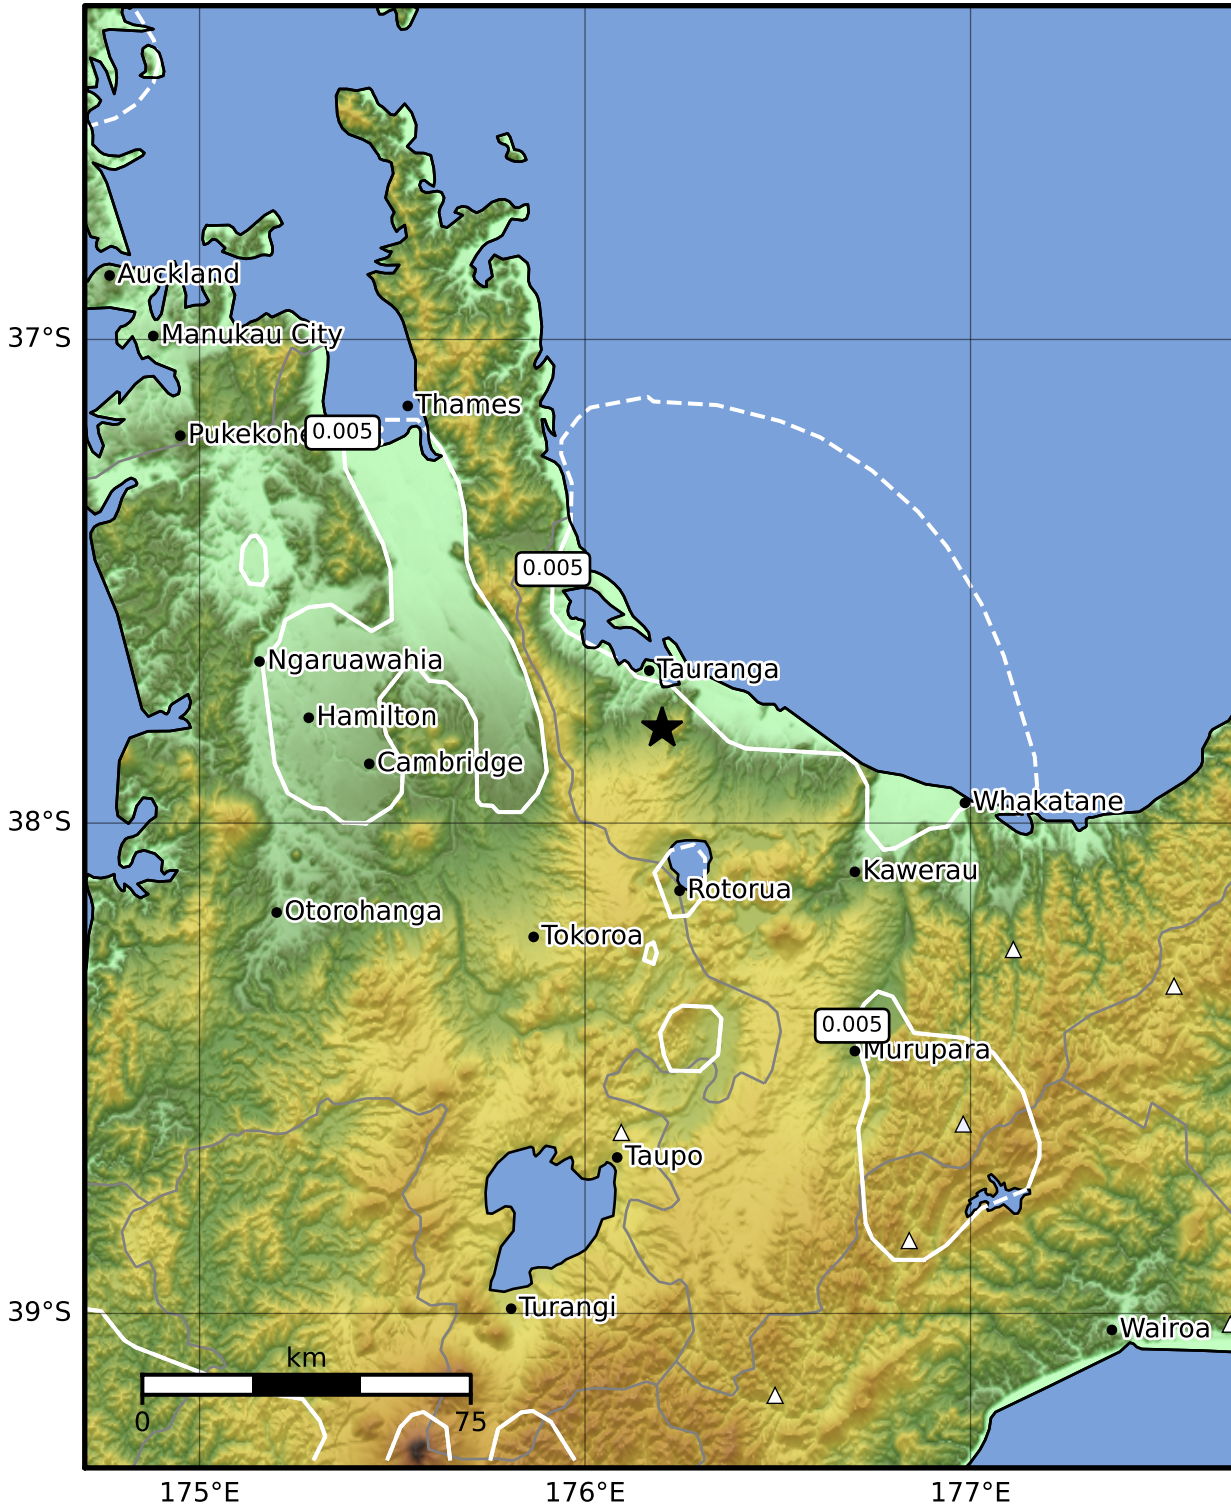 Auckland
37°S
Manukau City
Thames
Pukekohe
0.005
0.005
Ngaruawahia
Tauranga
Hamilton
Cambridge
Whakatane
38°S
Kawerau
Rotorua
Otorohanga
Tokoroa
0.005
Murupara
Taupo
39°S
Turangi
Wairoa
km
0
75
175°E
176°E
177°E